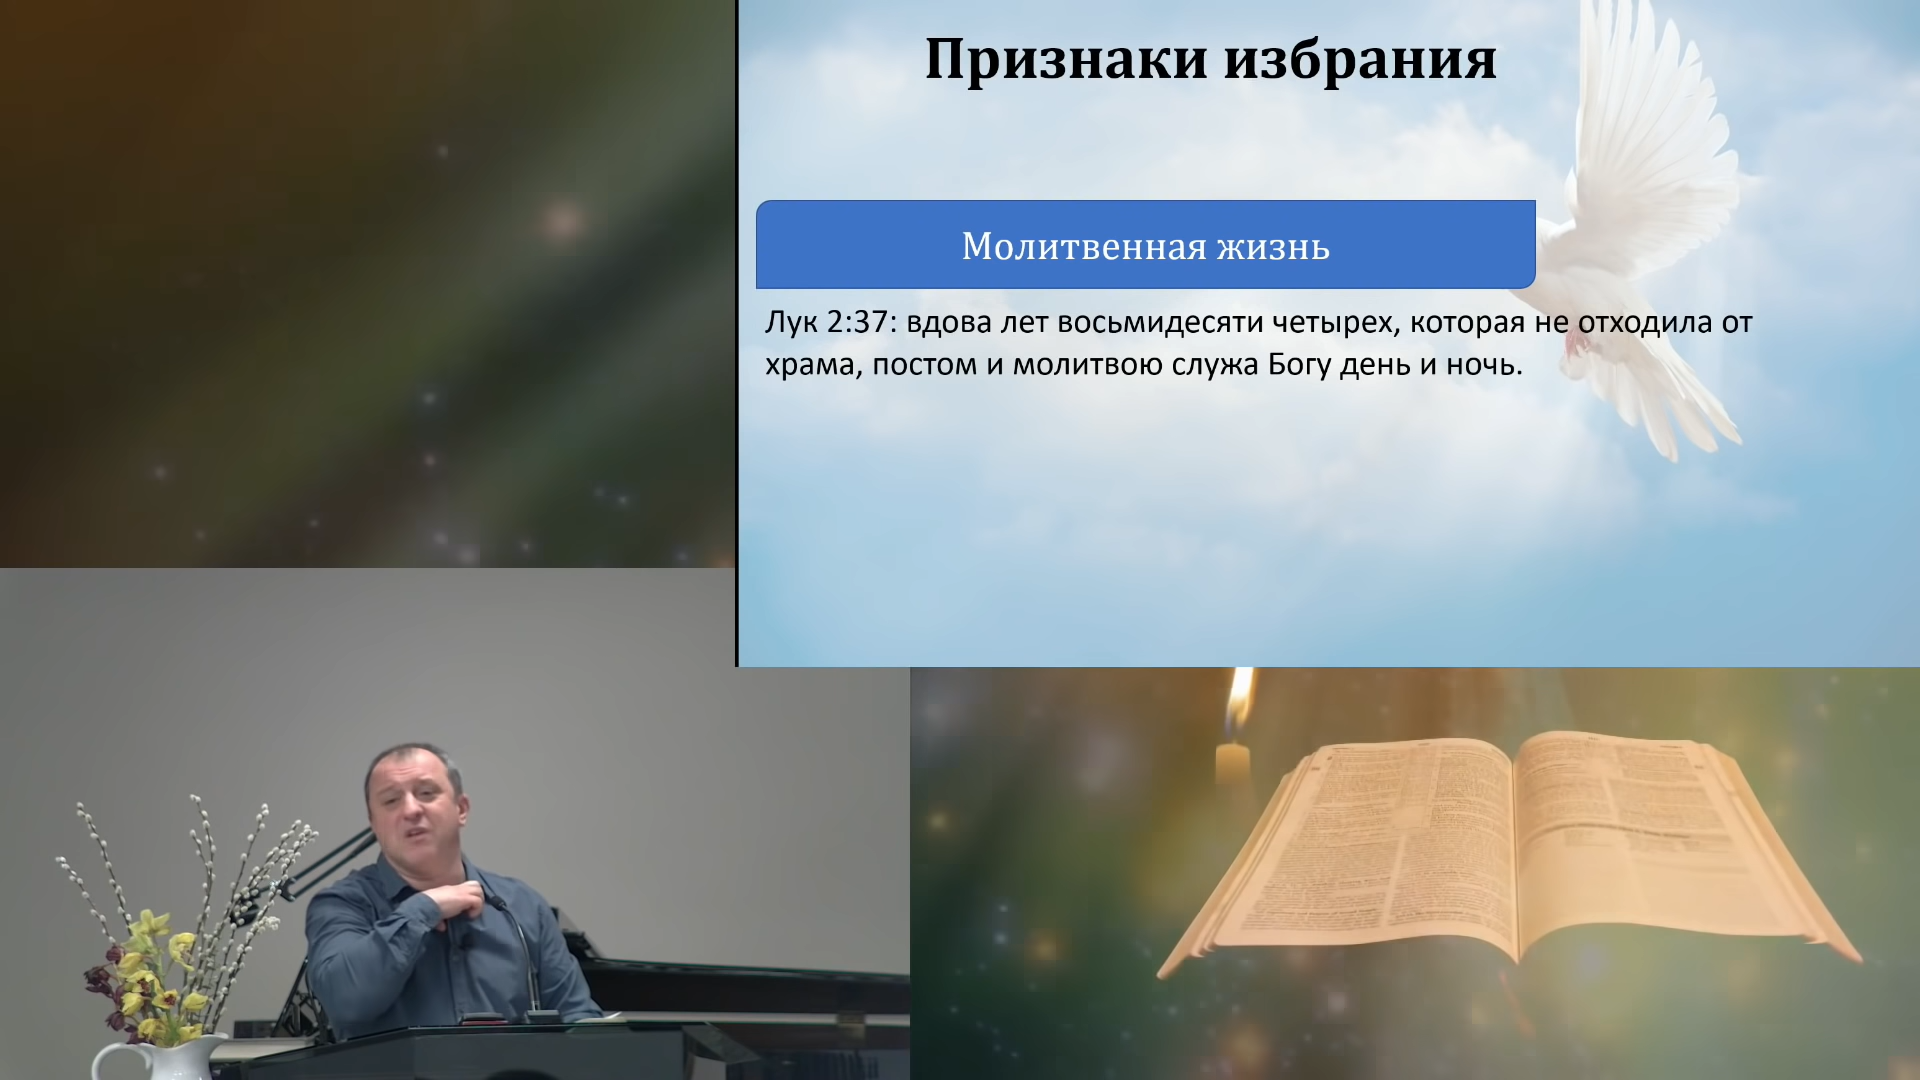 Признаки избрания
Молитвенная жизнь
Лук 2:37: вдова лет восьмидесяти четырех, которая не отходила от
храма, постом и молитвою служа Богу день и ночь.